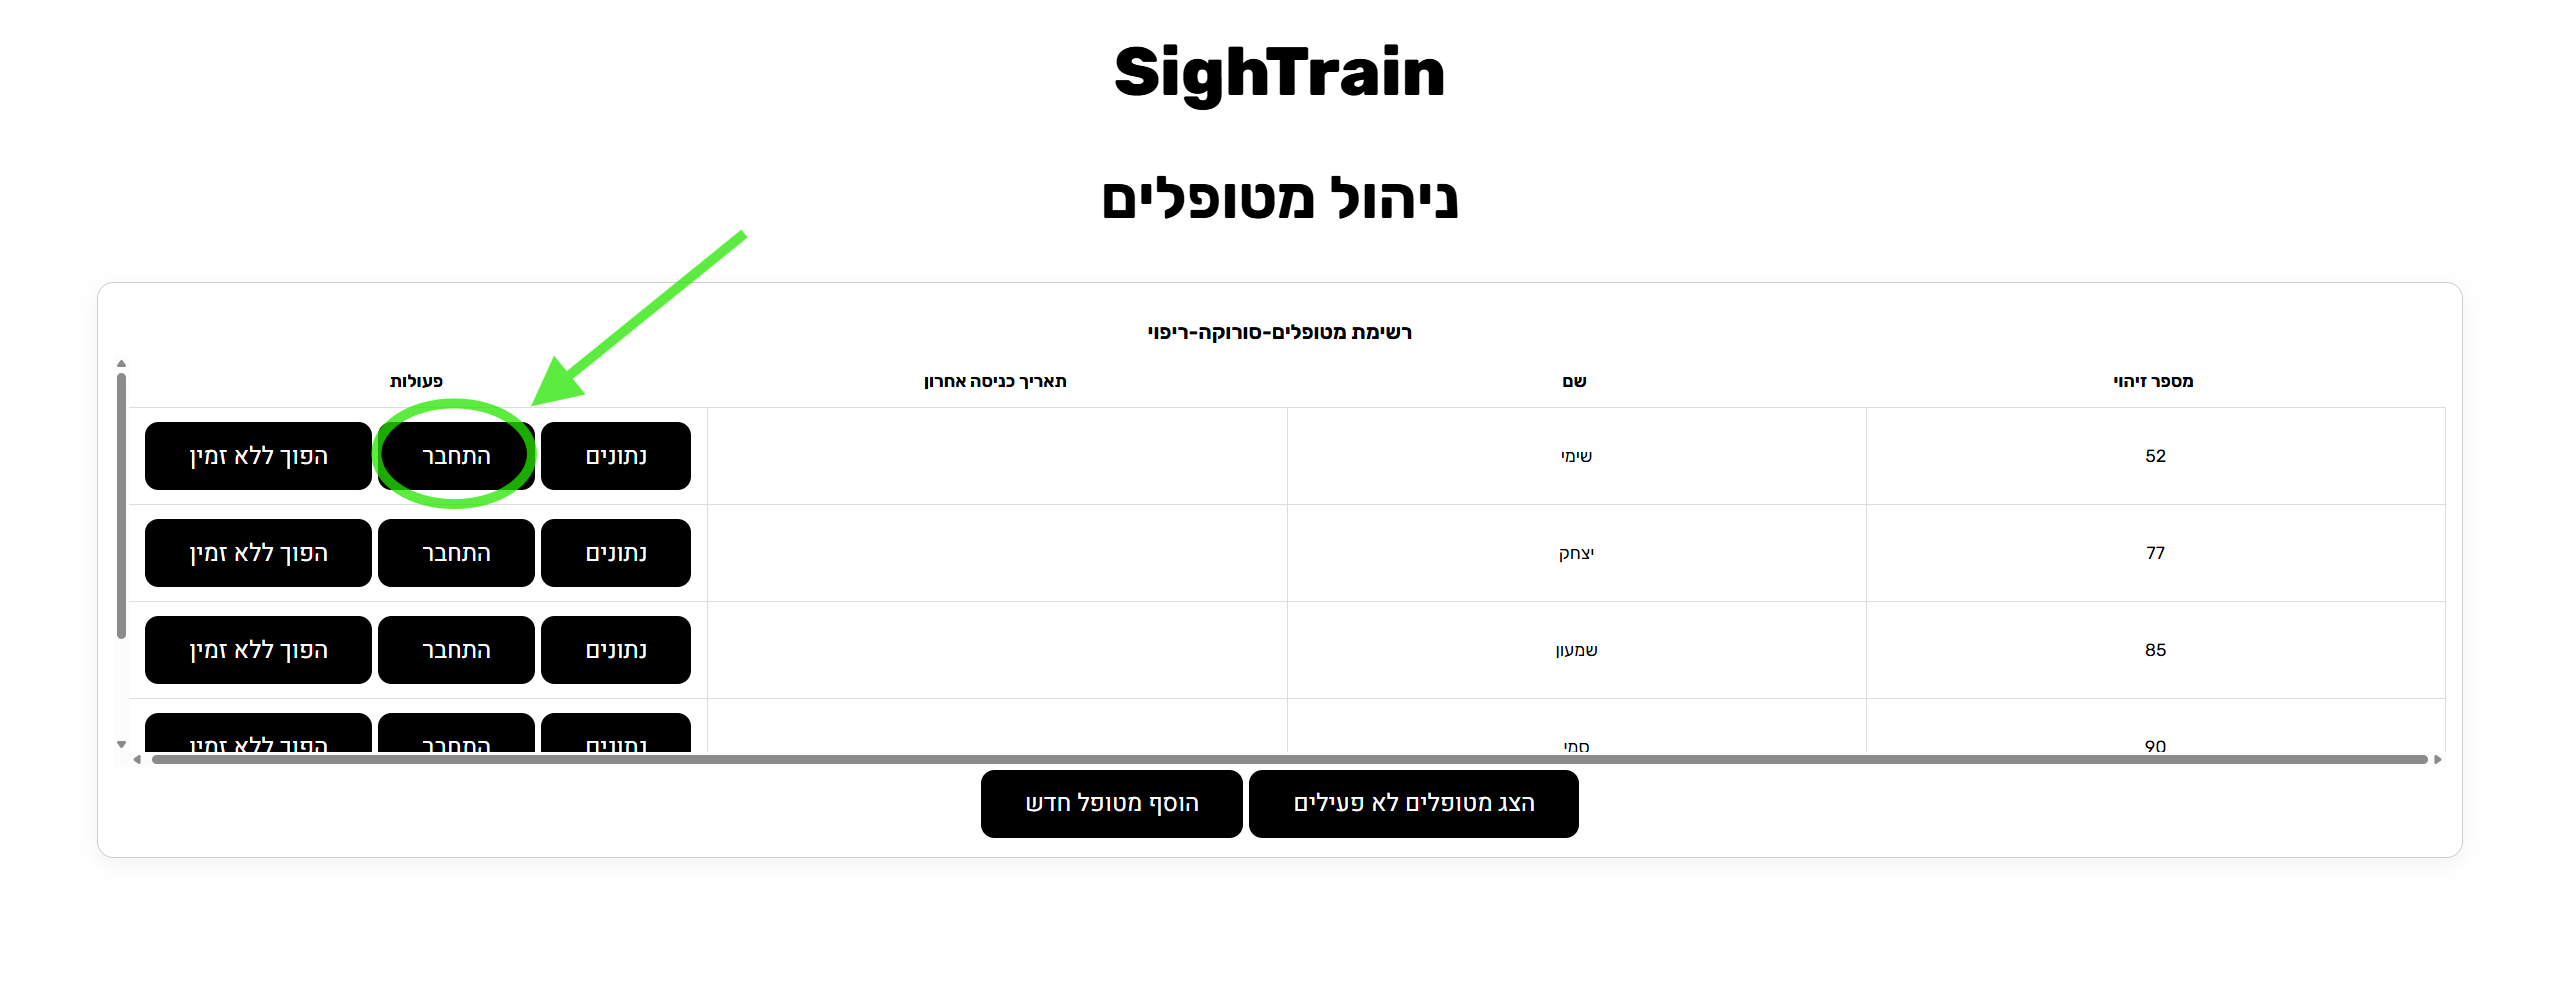 SighTrain
ניהול מטופלים
רשימת מטופלים-סורוקה-ריפוי
מספר זיהוי שם תאריך כניסה אחרון פעולות
52 שימי נתונים התחבר הפוך ללא זמין
77 יצחק נתונים התחבר הפוך ללא זמין
85 שמעון נתונים התחבר הפוך ללא זמין
90 סמי נתונים התחבר הפוך ללא זמין
הצג מטופלים לא פעילים הוסף מטופל חדש